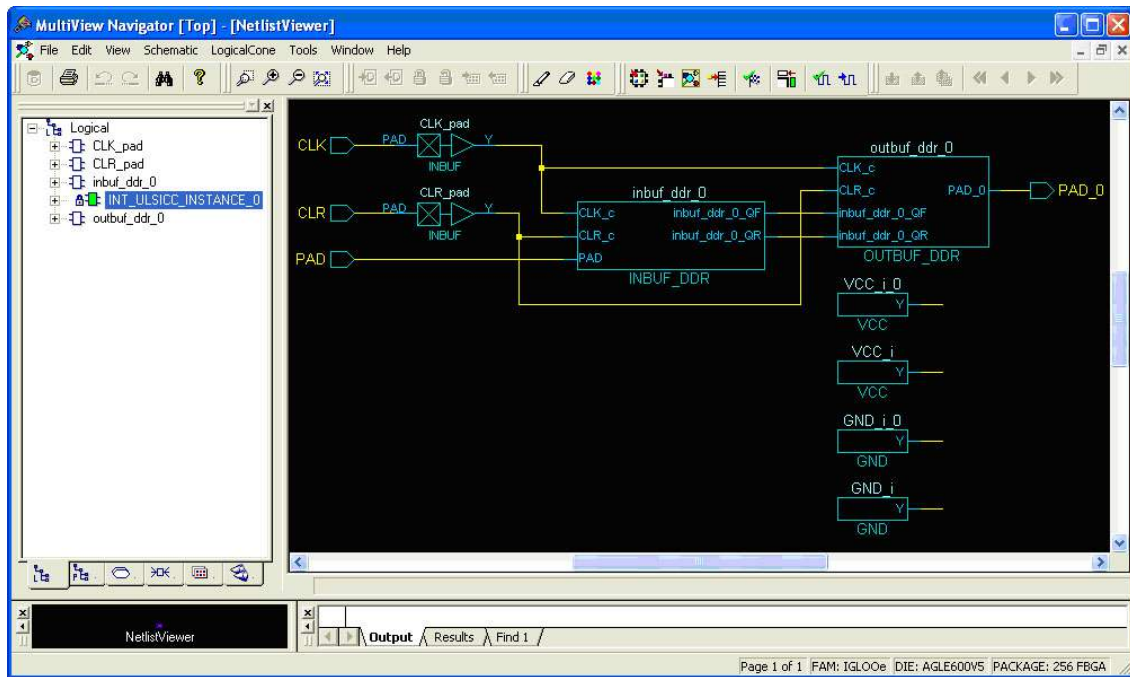 MultiView Navigator [Top] - [NetlistViewer]
File Edit View Schematic LogicalCone Tools Window Help
Logical
CLK_pad
CLR_pad
inbuf_ddr_0
INT_ULSICC_INSTANCE_0
outbuf_ddr_0
CLK_pad
CLK PAD Y
INBUF
CLR_pad
CLR PAD Y
INBUF
PAD
inbuf_ddr_0
CLK_c inbuf_ddr_0_QF
CLR_c inbuf_ddr_0_QR
PAD
INBUF_DDR
outbuf_ddr_0
CLK_c
CLR_c PAD_0 PAD_0
inbuf_ddr_0_QF
inbuf_ddr_0_QR
OUTBUF_DDR
VCC_i_0
Y
VCC
VCC_i
Y
VCC
GND_i_0
Y
GND
GND_i
Y
GND
NetlistViewer
Output Results Find 1
Page 1 of 1 FAM: IGLOOe DIE: AGLE600V5 PACKAGE: 256 FBGA